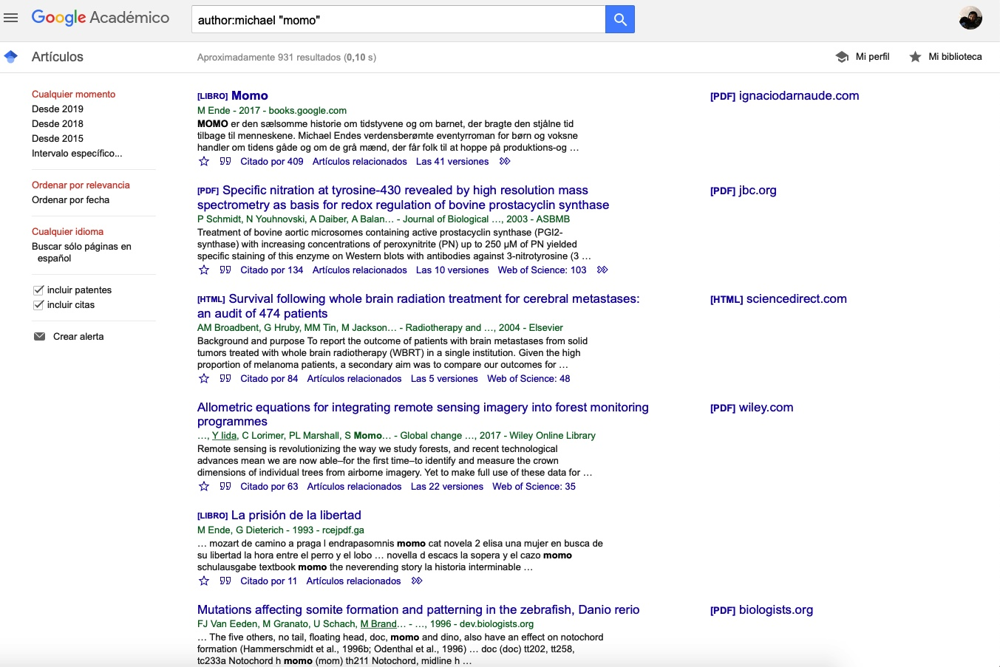 Google Académico
author:michael "momo"
Artículos
Aproximadamente 931 resultados (0,10 s)
Mi perfil
Mi biblioteca
Cualquier momento
Desde 2019
Desde 2018
Desde 2015
Intervalo específico...
Ordenar por relevancia
Ordenar por fecha
Cualquier idioma
Buscar sólo páginas en
español
incluir patentes
incluir citas
Crear alerta
[LIBRO] Momo
M Ende - 2017 - books.google.com
MOMO er den sælsomme historie om tidstyvene og om barnet, der bragte den stjålne tid
tilbage til menneskene. Michael Endes verdensberømte eventyrroman for børn og voksne
handler om tidens gåde og om de grå mænd, der får folk til at hoppe på produktions-og …
Citado por 409 Artículos relacionados Las 41 versiones
[PDF] ignaciodarnaude.com
[PDF] Specific nitration at tyrosine-430 revealed by high resolution mass
spectrometry as basis for redox regulation of bovine prostacyclin synthase
P Schmidt, N Youhnovski, A Daiber, A Balan… - Journal of Biological …, 2003 - ASBMB
Treatment of bovine aortic microsomes containing active prostacyclin synthase (PGI2-
synthase) with increasing concentrations of peroxynitrite (PN) up to 250 μM of PN yielded
specific staining of this enzyme on Western blots with antibodies against 3-nitrotyrosine (3 …
Citado por 134 Artículos relacionados Las 10 versiones Web of Science: 103
[PDF] jbc.org
[HTML] Survival following whole brain radiation treatment for cerebral metastases:
an audit of 474 patients
AM Broadbent, G Hruby, MM Tin, M Jackson… - Radiotherapy and …, 2004 - Elsevier
Background and purpose To report the outcome of patients with brain metastases from solid
tumors treated with whole brain radiotherapy (WBRT) in a single institution. Given the high
proportion of melanoma patients, a secondary aim was to compare our outcomes for …
Citado por 84 Artículos relacionados Las 5 versiones Web of Science: 48
[HTML] sciencedirect.com
Allometric equations for integrating remote sensing imagery into forest monitoring
programmes
…, Y Iida, C Lorimer, PL Marshall, S Momo… - Global change …, 2017 - Wiley Online Library
Remote sensing is revolutionizing the way we study forests, and recent technological
advances mean we are now able–for the first time–to identify and measure the crown
dimensions of individual trees from airborne imagery. Yet to make full use of these data for …
Citado por 63 Artículos relacionados Las 22 versiones Web of Science: 35
[PDF] wiley.com
[LIBRO] La prisión de la libertad
M Ende, G Dieterich - 1993 - rcejpdf.ga
… mozart de camino a praga l endrapasomnis momo cat novela 2 elisa una mujer en busca de
su libertad la hora entre el perro y el lobo … novella d escacs la sopera y el cazo momo
schulausgabe textbook momo the neverending story la historia interminable …
Citado por 11 Artículos relacionados
Mutations affecting somite formation and patterning in the zebrafish, Danio rerio
FJ Van Eeden, M Granato, U Schach, M Brand… - …, 1996 - dev.biologists.org
… The five others, no tail, floating head, doc, momo and dino, also have an effect on notochord
formation (Hammerschmidt et al., 1996b; Odenthal et al., 1996) … doc (doc) tt202, tt258,
tc233a Notochord h momo (mom) th211 Notochord, midline h …
[PDF] biologists.org